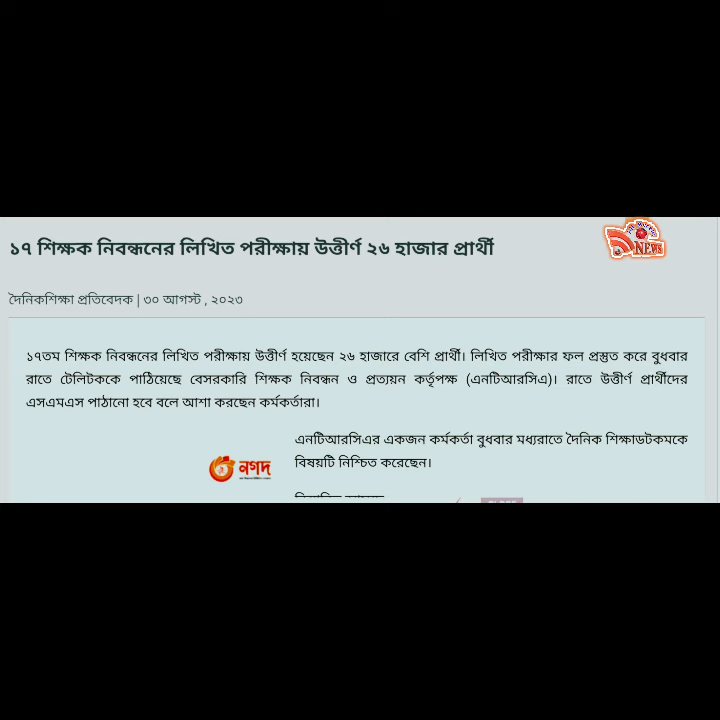 ১৭ শিক্ষক নিবন্ধনের লিখিত পরীক্ষায় উত্তীর্ণ ২৬ হাজার প্রার্থী
NEWS
দৈনিকশিক্ষা প্রতিবেদক | ৩০ আগস্ট , ২০২৩
১৭তম শিক্ষক নিবন্ধনের লিখিত পরীক্ষায় উত্তীর্ণ হয়েছেন ২৬ হাজারে বেশি প্রার্থী। লিখিত পরীক্ষার ফল প্রস্তুত করে বুধবার
রাতে টেলিটককে পাঠিয়েছে বেসরকারি শিক্ষক নিবন্ধন ও প্রত্যয়ন কর্তৃপক্ষ (এনটিআরসিএ)। রাতে উত্তীর্ণ প্রার্থীদের
এসএমএস পাঠানো হবে বলে আশা করছেন কর্মকর্তারা।
এনটিআরসিএর একজন কর্মকর্তা বুধবার মধ্যরাতে দৈনিক শিক্ষাডটকমকে
বিষয়টি নিশ্চিত করেছেন।
নগদ